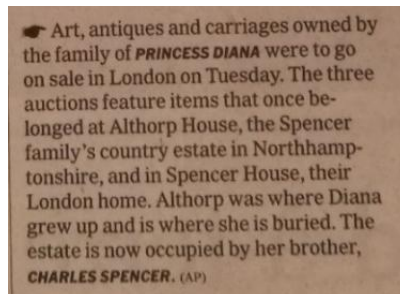 ☛ Art, antiques and carriages owned by
the family of PRINCESS DIANA were to go
on sale in London on Tuesday. The three
auctions feature items that once be-
longed at Althorp House, the Spencer
family's country estate in Northhamp-
tonshire, and in Spencer House, their
London home. Althorp was where Diana
grew up and is where she is buried. The
estate is now occupied by her brother,
CHARLES SPENCER. (AP)